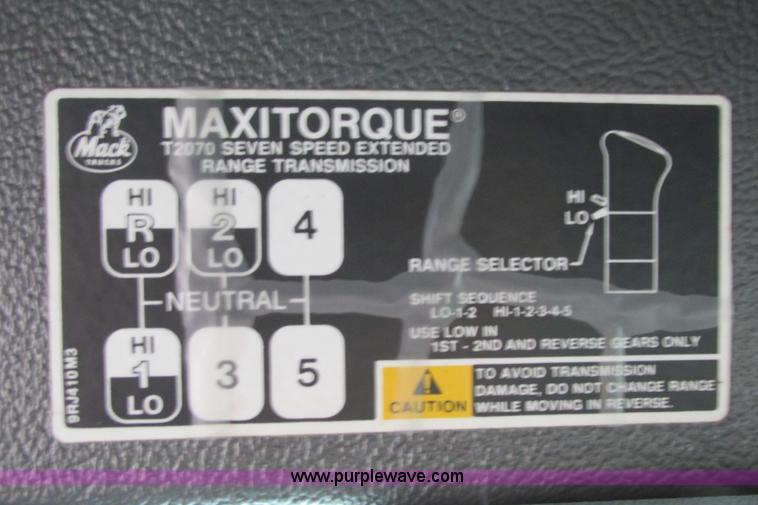 Mack
TRUCKS
MAXITORQUE®
T2070 SEVEN SPEED EXTENDED
RANGE TRANSMISSION
HI HI
R 2 4
LO LO
NEUTRAL
HI
1 3 5
LO
HI
LO
RANGE SELECTOR
SHIFT SEQUENCE
LO-1-2 HI-1-2-3-4-5
USE LOW IN
1ST - 2ND AND REVERSE GEARS ONLY
CAUTION
TO AVOID TRANSMISSION
DAMAGE, DO NOT CHANGE RANGE
WHILE MOVING IN REVERSE.
9RJ410M3
www.purplewave.com